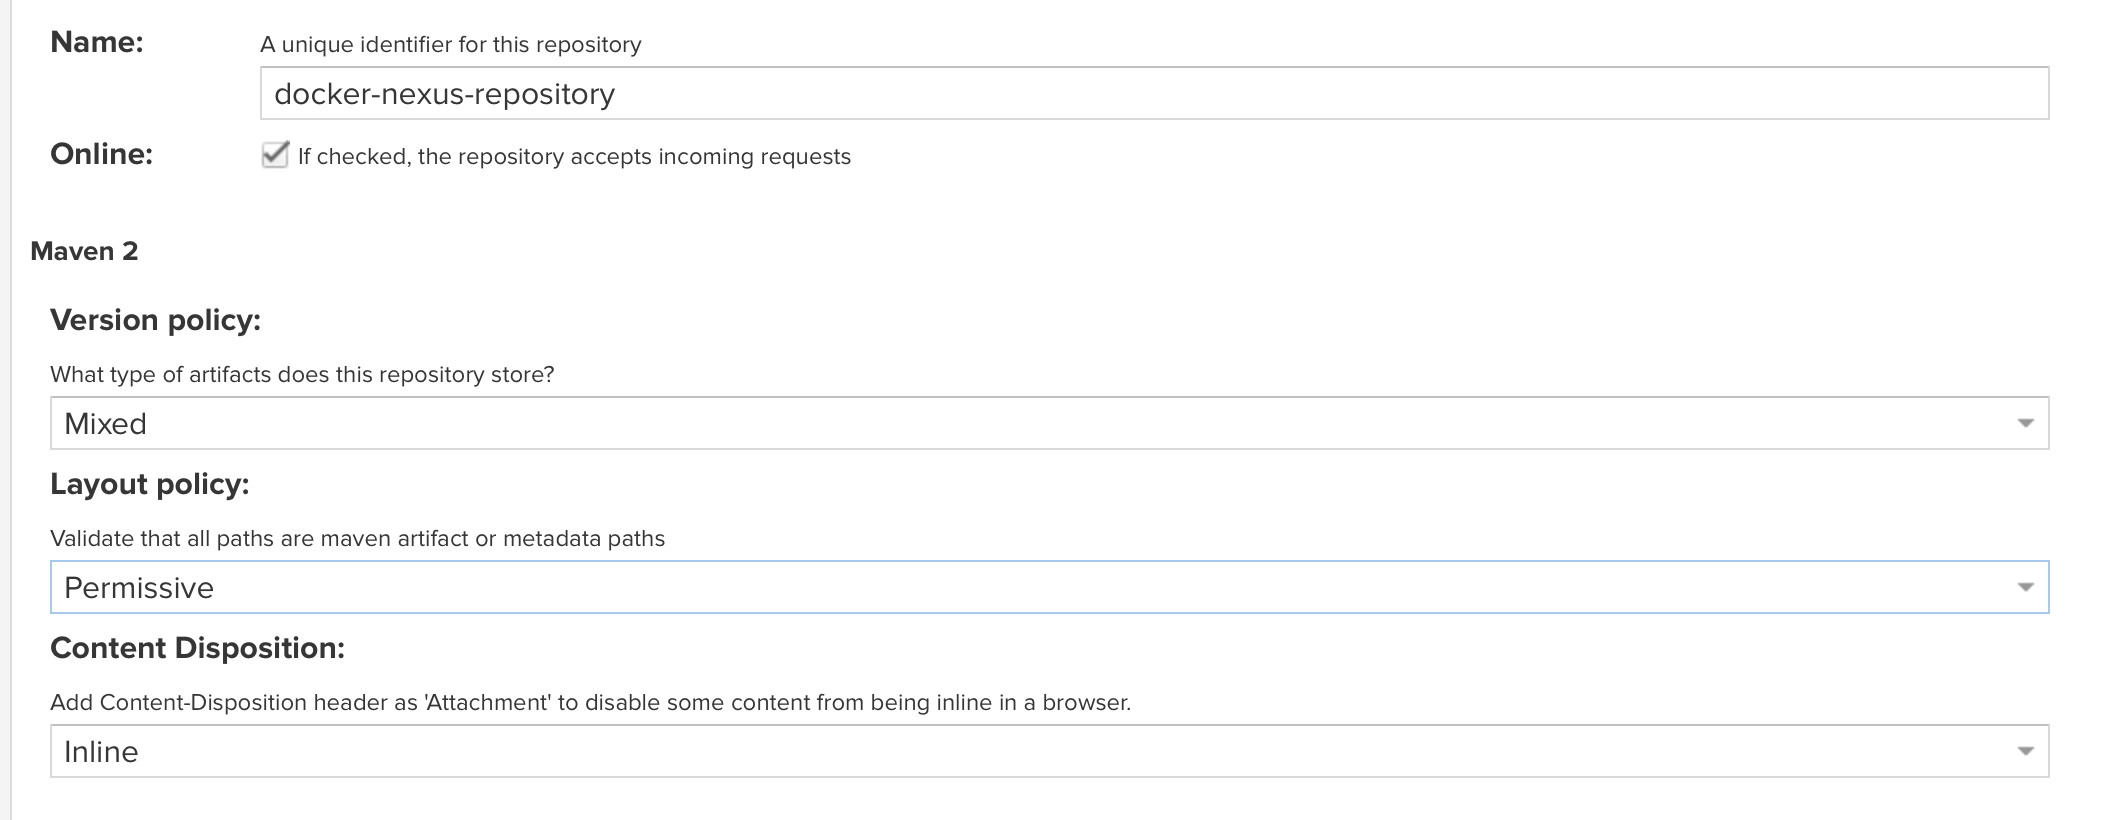 Name:
A unique identifier for this repository
docker-nexus-repository
Online:
If checked, the repository accepts incoming requests
Maven 2
Version policy:
What type of artifacts does this repository store?
Mixed
Layout policy:
Validate that all paths are maven artifact or metadata paths
Permissive
Content Disposition:
Add Content-Disposition header as 'Attachment' to disable some content from being inline in a browser.
Inline